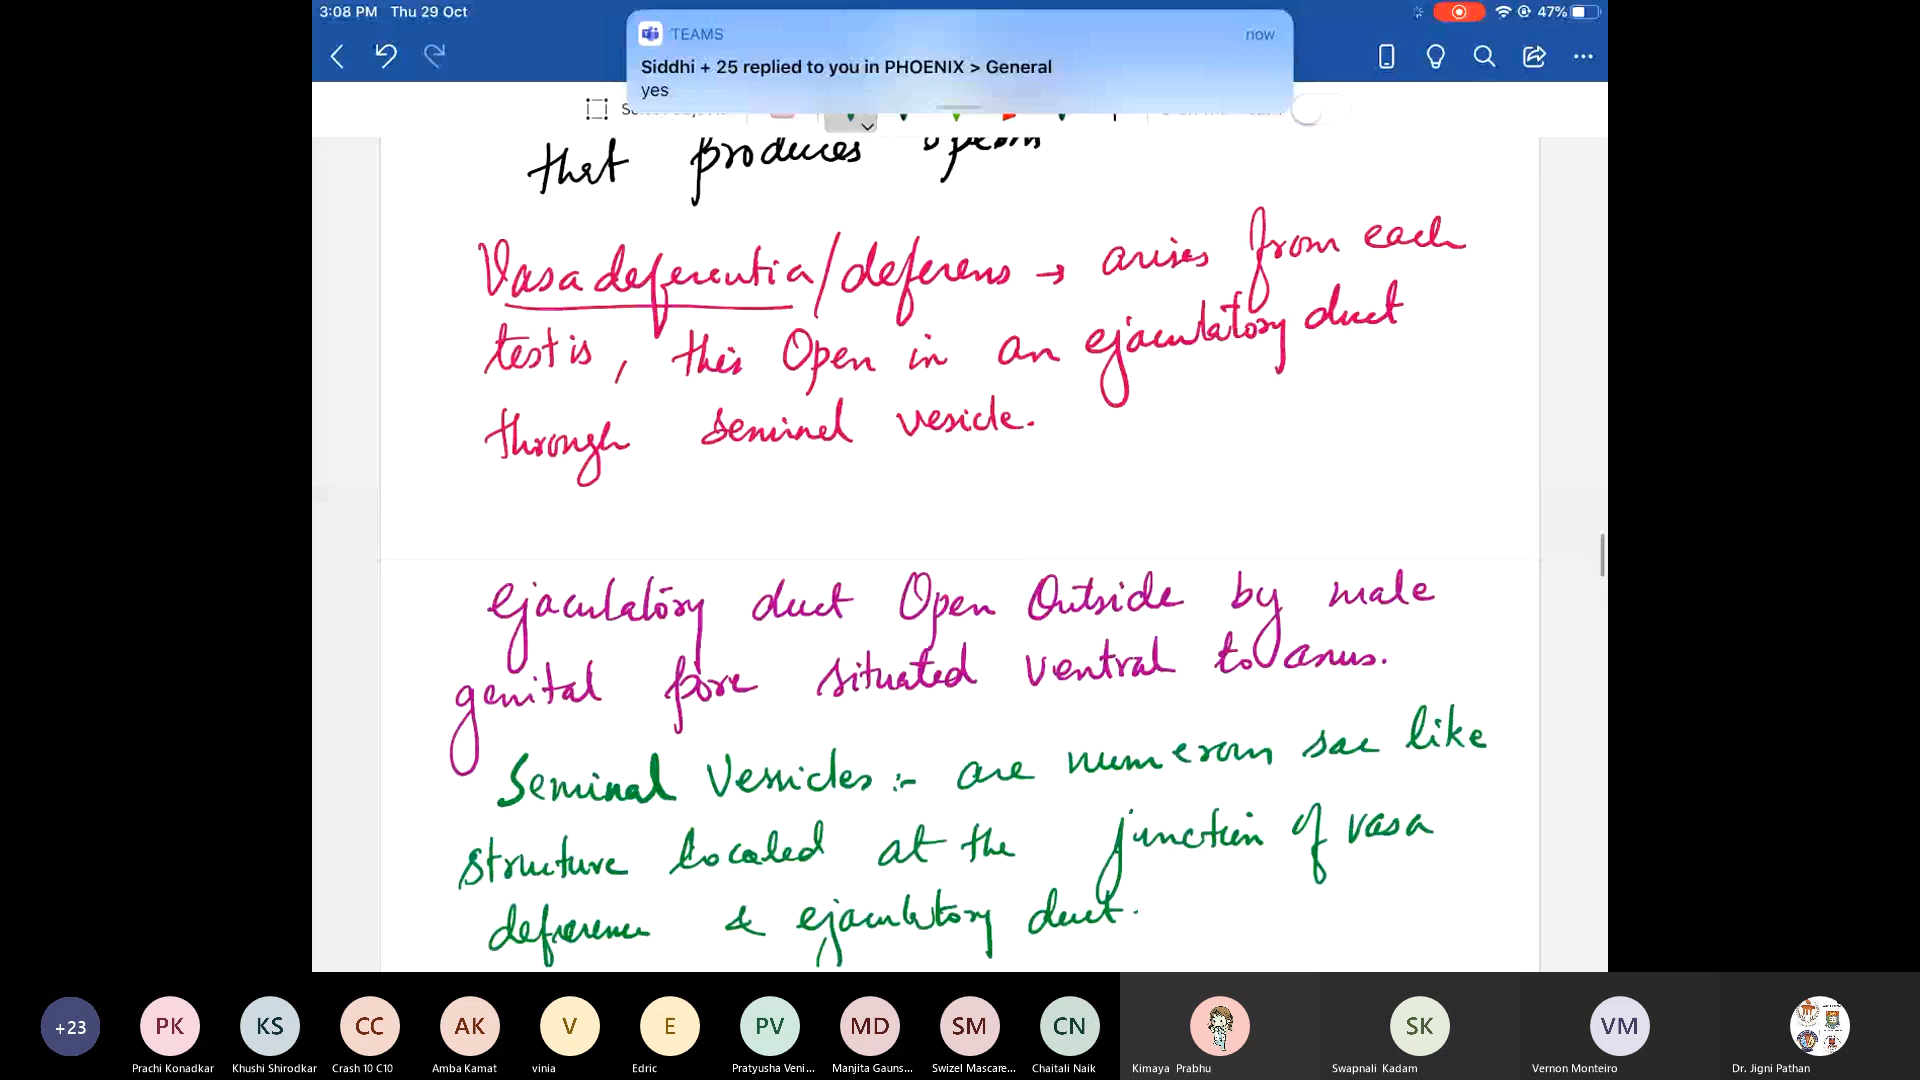 3:08 PM Thu 29 Oct
47%
TEAMS
now
Siddhi + 25 replied to you in PHOENIX > General
yes
that produces sperm
Vasa deferentia/deferens → arises from each
testis, this Open in an ejaculatory duct
through seminal vesicle.
ejaculatory duct Open Outside by male
genital pore situated ventral to anus.
Seminal Vessicles :- are numerous sac like
structure located at the junction of vasa
& ejaculatory duct.
+23
PK
KS
CC
AK
V
E
PV
MD
SM
CN
SK
VM
Prachi Konadkar
Khushi Shirodkar
Crash 10 C10
Amba Kamat
vinia
Edric
Pratyusha Veni...
Manjita Gauns...
Swizel Mascare...
Chaitali Naik
Kimaya Prabhu
Swapnali Kadam
Vernon Monteiro
Dr. Jigni Pathan